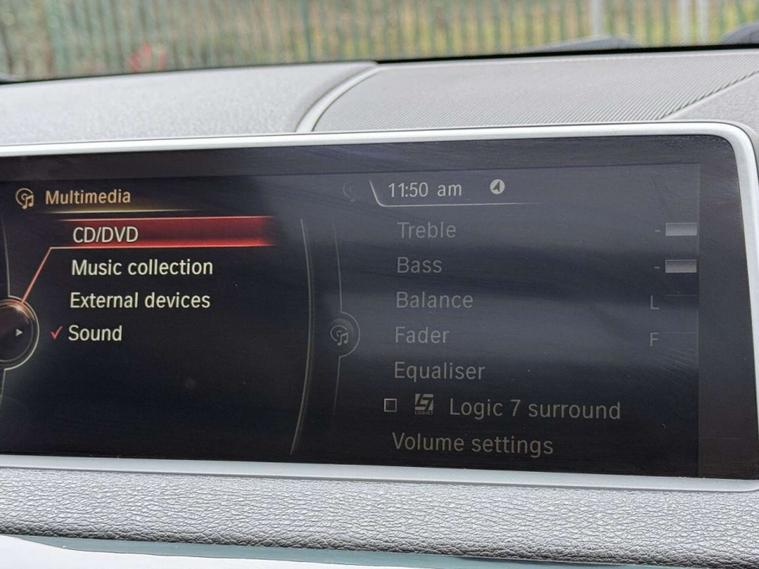 Multimedia
CD/DVD
Music collection
External devices
✓ Sound
11:50 am
Treble -
Bass -
Balance L
Fader F
Equaliser
Logic 7 surround
Volume settings